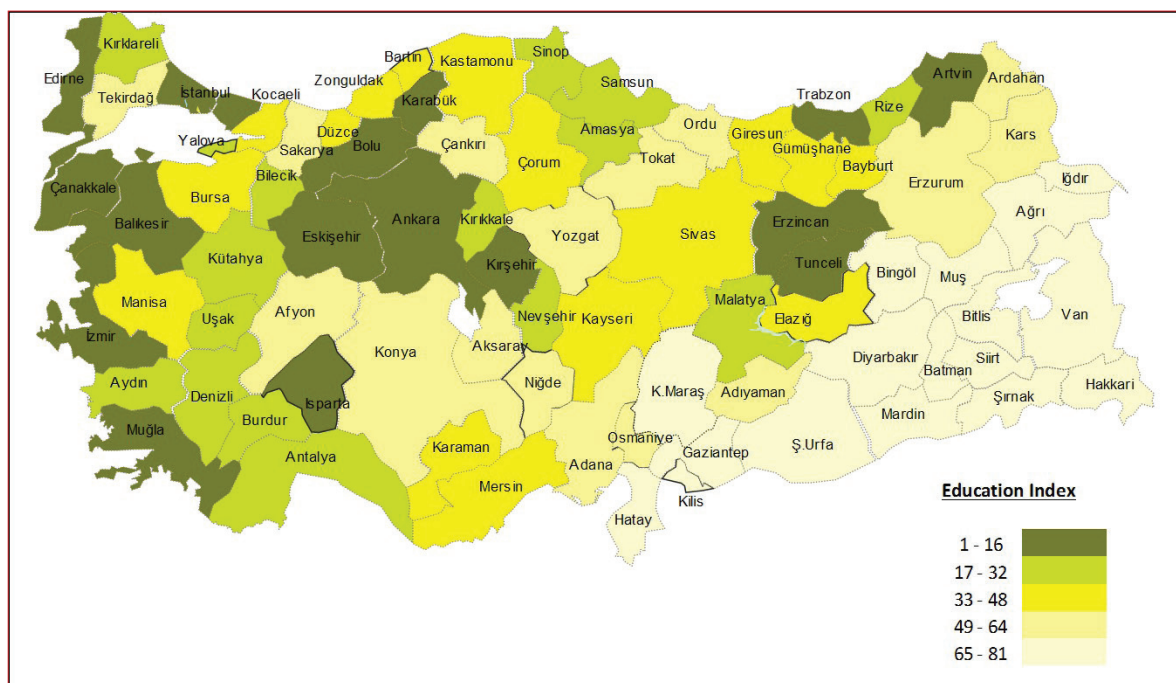 Kırklareli
Edirne
Tekirdağ
İstanbul
Kocaeli
Yalova
Sakarya
Düzce
Zonguldak
Bartın
Karabük
Kastamonu
Sinop
Samsun
Amasya
Çankırı
Bolu
Çorum
Tokat
Ordu
Giresun
Trabzon
Gümüşhane
Bayburt
Rize
Artvin
Ardahan
Kars
Erzurum
Iğdır
Ağrı
Çanakkale
Balıkesir
Bursa
Bilecik
Eskişehir
Ankara
Kırıkkale
Kırşehir
Yozgat
Sivas
Erzincan
Tunceli
Bingöl
Muş
Bitlis
Van
Kütahya
Manisa
Uşak
Afyon
İzmir
Aydın
Denizli
Muğla
Burdur
Isparta
Antalya
Konya
Aksaray
Nevşehir
Niğde
Kayseri
Malatya
Elazığ
Diyarbakır
Batman
Siirt
Şırnak
Hakkari
Mardin
K.Maraş
Adıyaman
Ş.Urfa
Gaziantep
Osmaniye
Adana
Karaman
Mersin
Kilis
Hatay
Education Index
1 - 16
17 - 32
33 - 48
49 - 64
65 - 81